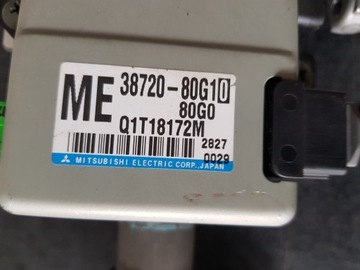 ME 38720-80G10
80G0
Q1T18172M
2827
0029
MITSUBISHI ELECTRIC CORP., JAPAN